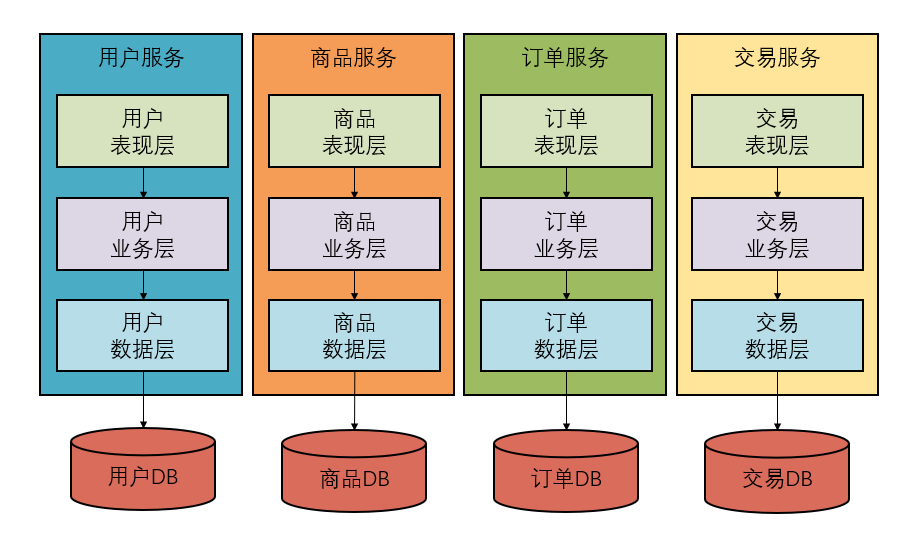 用户服务
用户
表现层
用户
业务层
用户
数据层
用户DB
商品服务
商品
表现层
商品
业务层
商品
数据层
商品DB
订单服务
订单
表现层
订单
业务层
订单
数据层
订单DB
交易服务
交易
表现层
交易
业务层
交易
数据层
交易DB